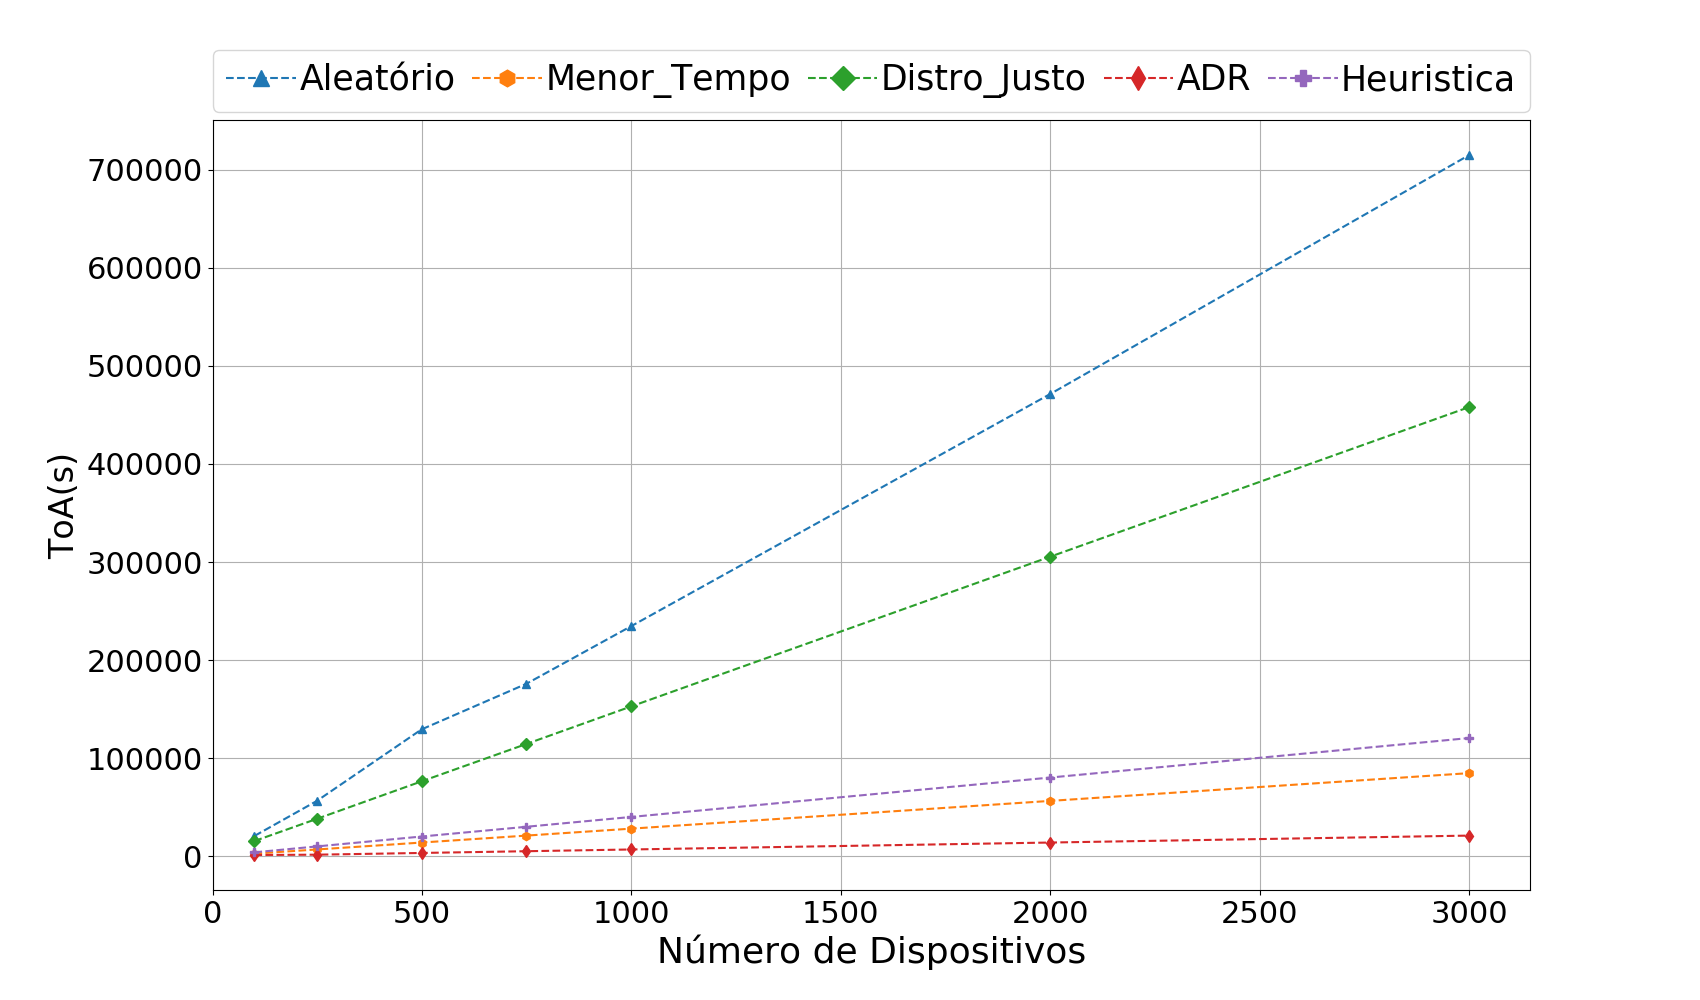 Aleatório Menor_Tempo Distro_Justo ADR Heuristica
700000
600000
500000
400000
300000
200000
100000
0
ToA(s)
0 500 1000 1500 2000 2500 3000
Número de Dispositivos